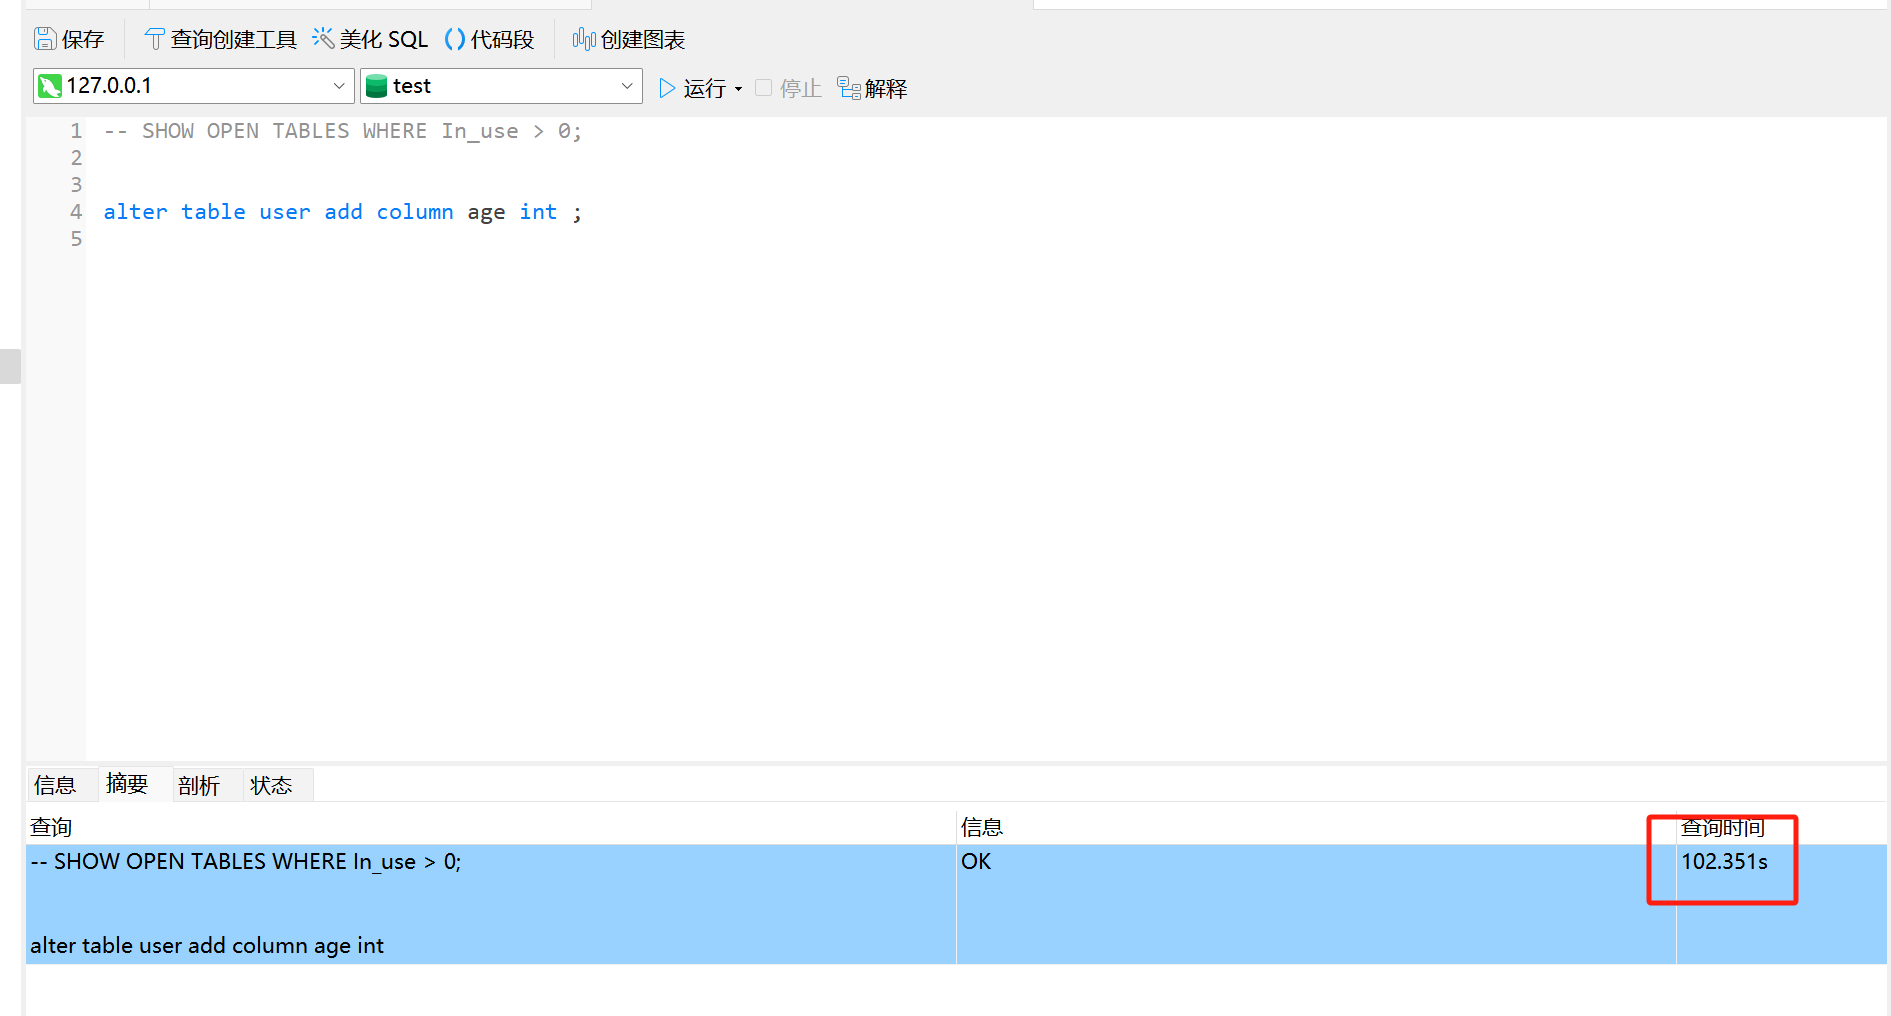 保存 查询创建工具 美化 SQL () 代码段 创建图表
127.0.0.1 test 运行 停止 解释
1 -- SHOW OPEN TABLES WHERE In_use > 0;
2
3
4 alter table user add column age int ;
5
信息 摘要 剖析 状态
查询 信息 查询时间
-- SHOW OPEN TABLES WHERE In_use > 0; OK 102.351s
alter table user add column age int